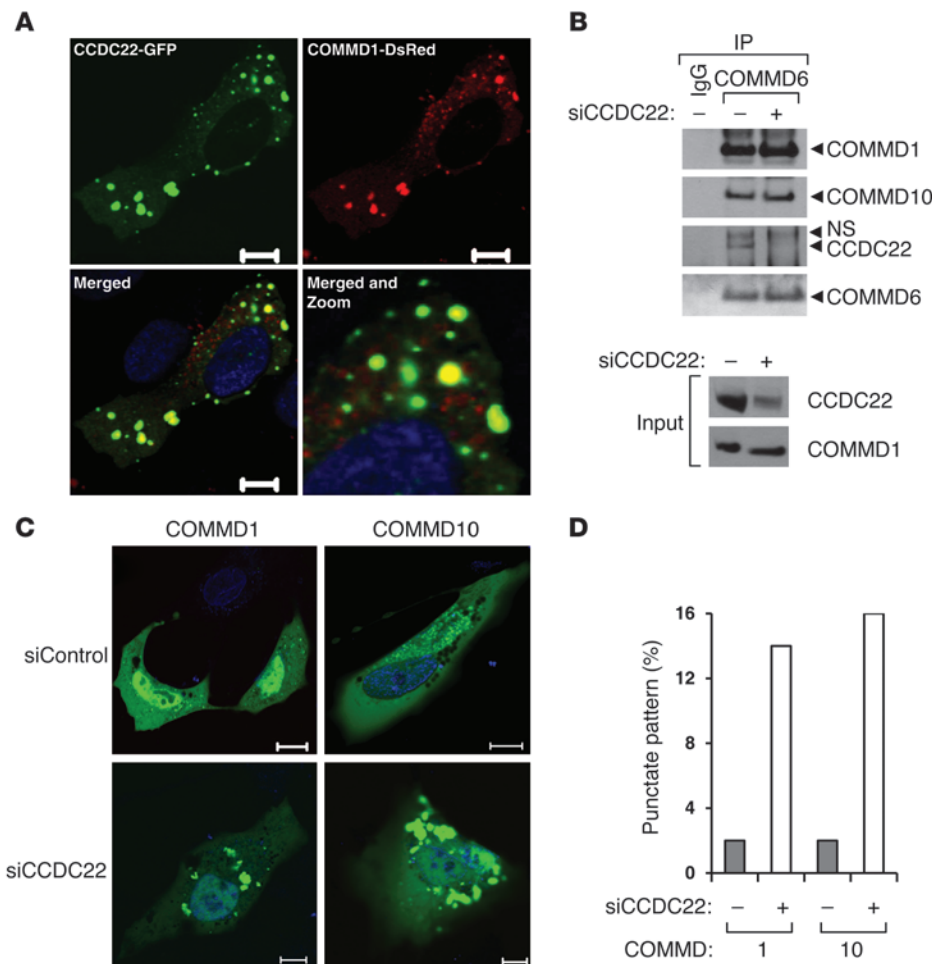 A
CCDC22-GFP
COMMD1-DsRed
Merged
Merged and
Zoom
B
IP
IgG
COMMD6
siCCDC22: – – +
COMMD1
COMMD10
NS
CCDC22
COMMD6
siCCDC22: – +
Input
CCDC22
COMMD1
C
COMMD1
COMMD10
siControl
siCCDC22
D
Punctate pattern (%)
16
12
8
4
0
siCCDC22: – + – +
COMMD: 1 10